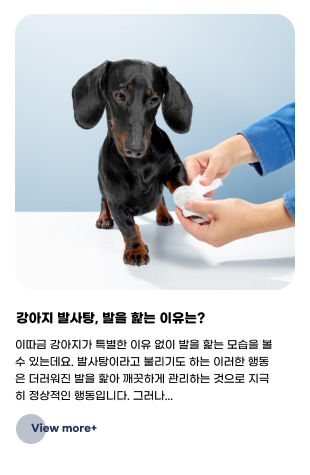 강아지 발사탕, 발을 핥는 이유는?
이따금 강아지가 특별한 이유 없이 발을 핥는 모습을 볼
수 있는데요. 발사탕이라고 불리기도 하는 이러한 행동
은 더러워진 발을 핥아 깨끗하게 관리하는 것으로 지극
히 정상적인 행동입니다. 그러나...
View more+